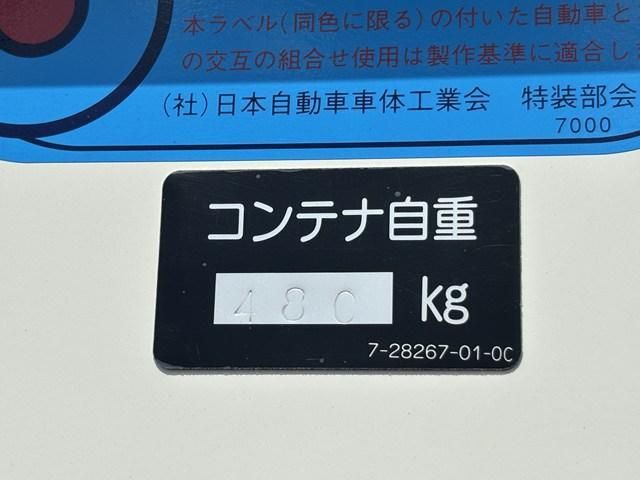 本ラベル(同色に限る)の付いた自動車と
の交互の組合せ使用は製作基準に適合し
(社)日本自動車車体工業会 特装部会
7000
コンテナ自重
480 kg
7-28267-01-0C